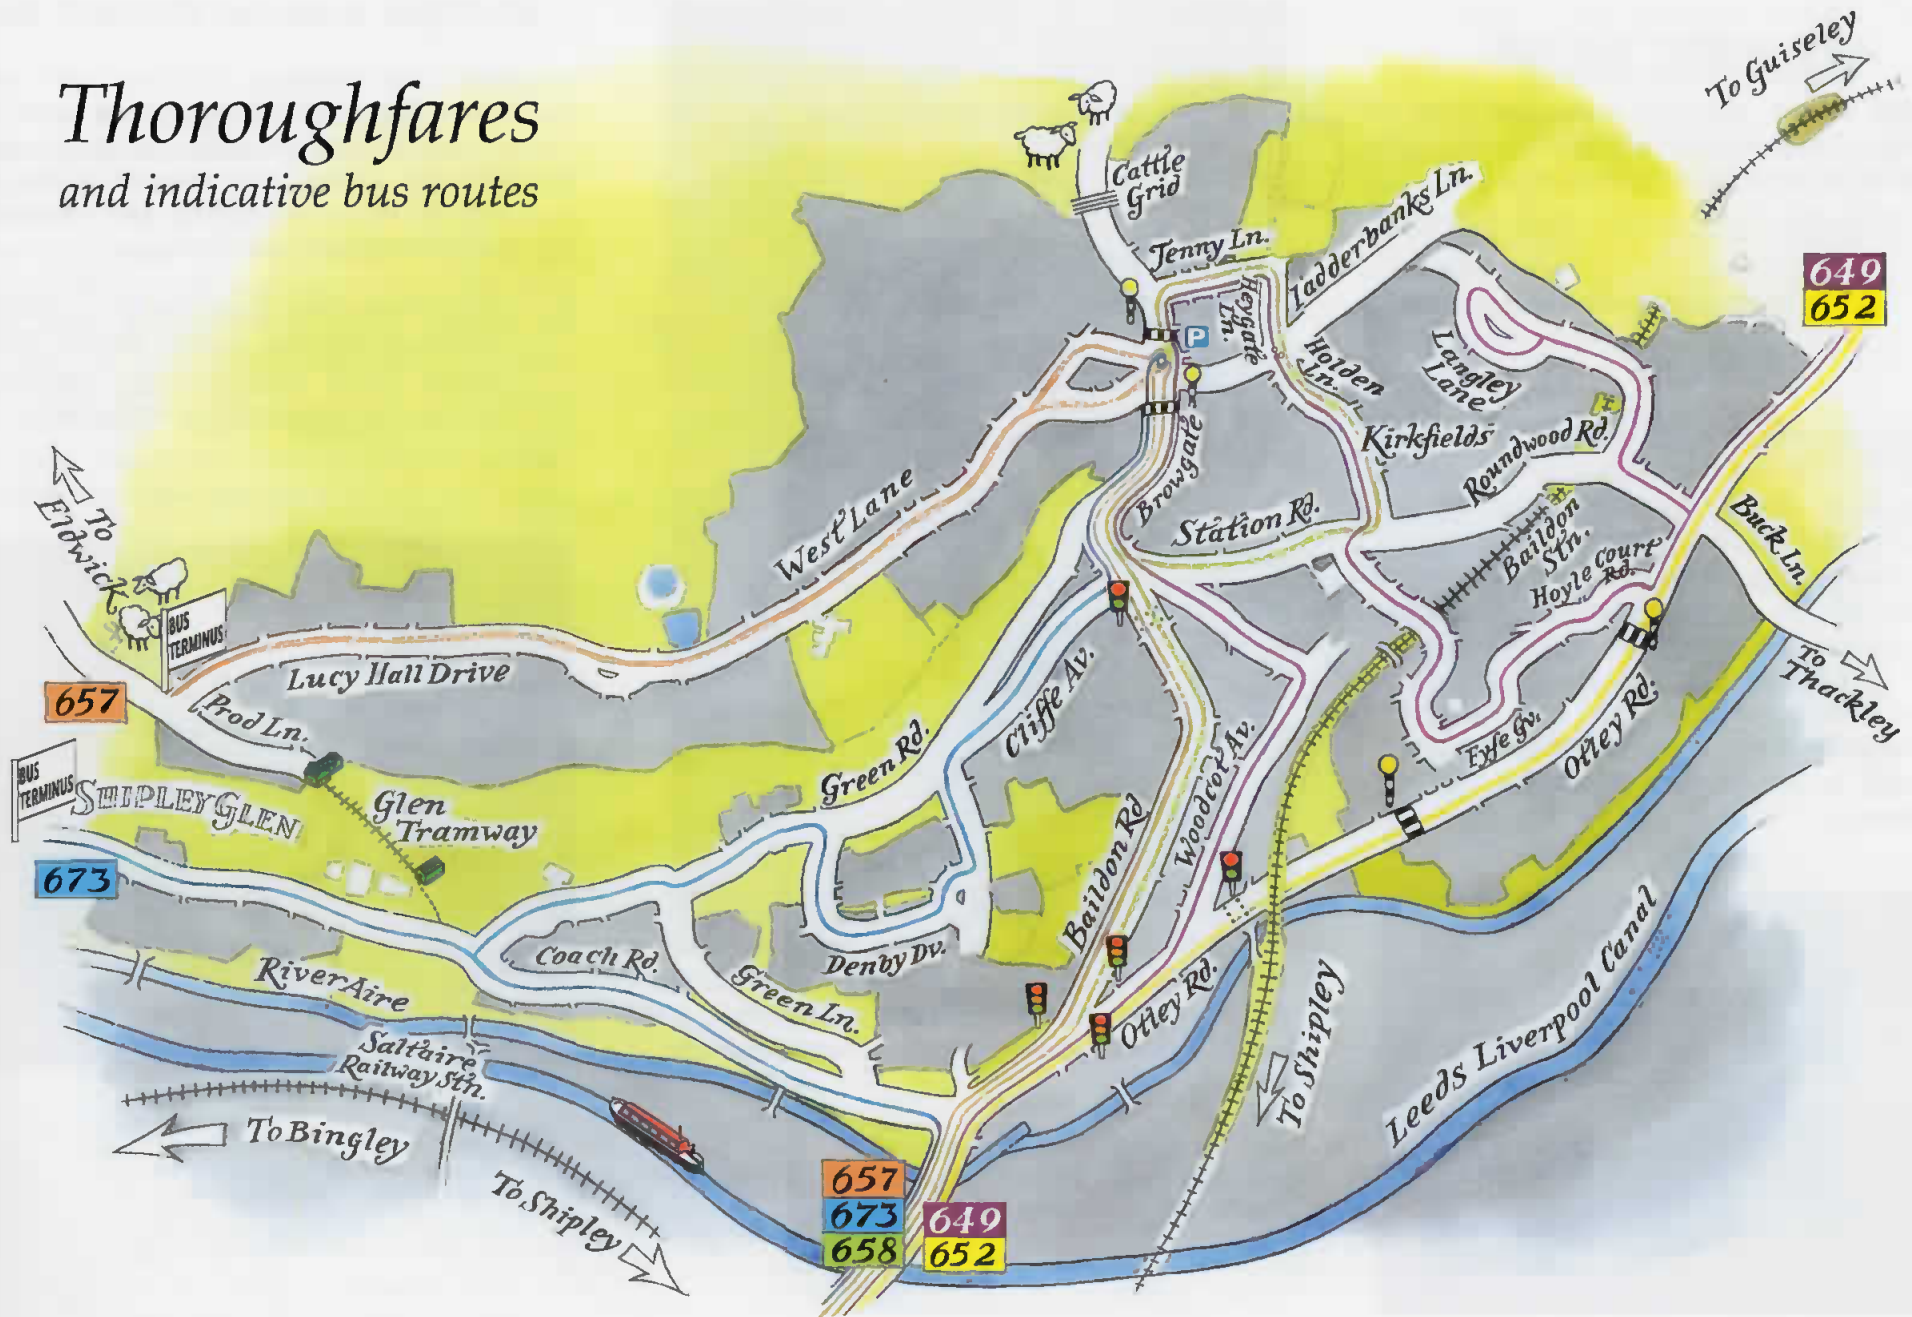 Thoroughfares
and indicative bus routes
To Guiseley
Cattle
Grid
Jenny Ln.
Ladderbanks Ln.
Heygate
Ln.
P
649
652
Holden
Ln.
Langley
Lane
Kirkfields
Roundwood Rd.
Browgate
Station Rd.
West Lane
Baildon
Stn.
Hoyle Court
Rd.
Buck Ln.
To
Eldwick
BUS
TERMINUS
To
Thackley
Lucy Hall Drive
657
Prod Ln.
Cliffe Av.
Green Rd.
Woodcot Av.
Fyfe Gv.
Otley Rd.
BUS
TERMINUS
SHIPLEY GLEN
Glen
Tramway
673
Baildon Rd
Coach Rd.
Denby Dv.
Green Ln.
Otley Rd.
To Shipley
Leeds Liverpool Canal
River Aire
Saltaire
Railway Stn.
To Bingley
To Shipley
657
673
658
649
652